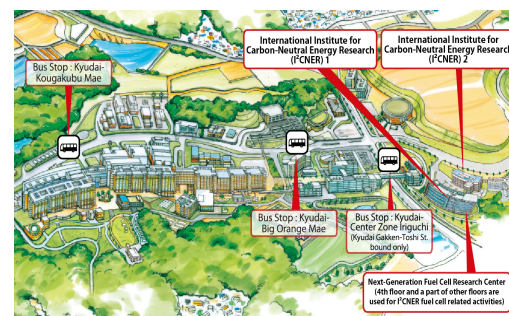 International Institute for
Carbon-Neutral Energy Research
(I²CNER) 1
International Institute for
Carbon-Neutral Energy Research
(I²CNER) 2
Bus Stop : Kyudai-
Kougakubu Mae
Bus Stop : Kyudai-
Big Orange Mae
Bus Stop : Kyudai-
Center Zone Iriguchi
(Kyudai Gakken-Toshi St.
bound only)
Next-Generation Fuel Cell Research Center
(4th floor and a part of other floors are
used for I²CNER fuel cell related activities)